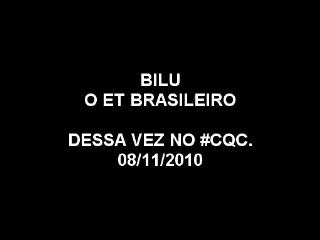 BILU
O ET BRASILEIRO
DESSA VEZ NO #CQC.
08/11/2010